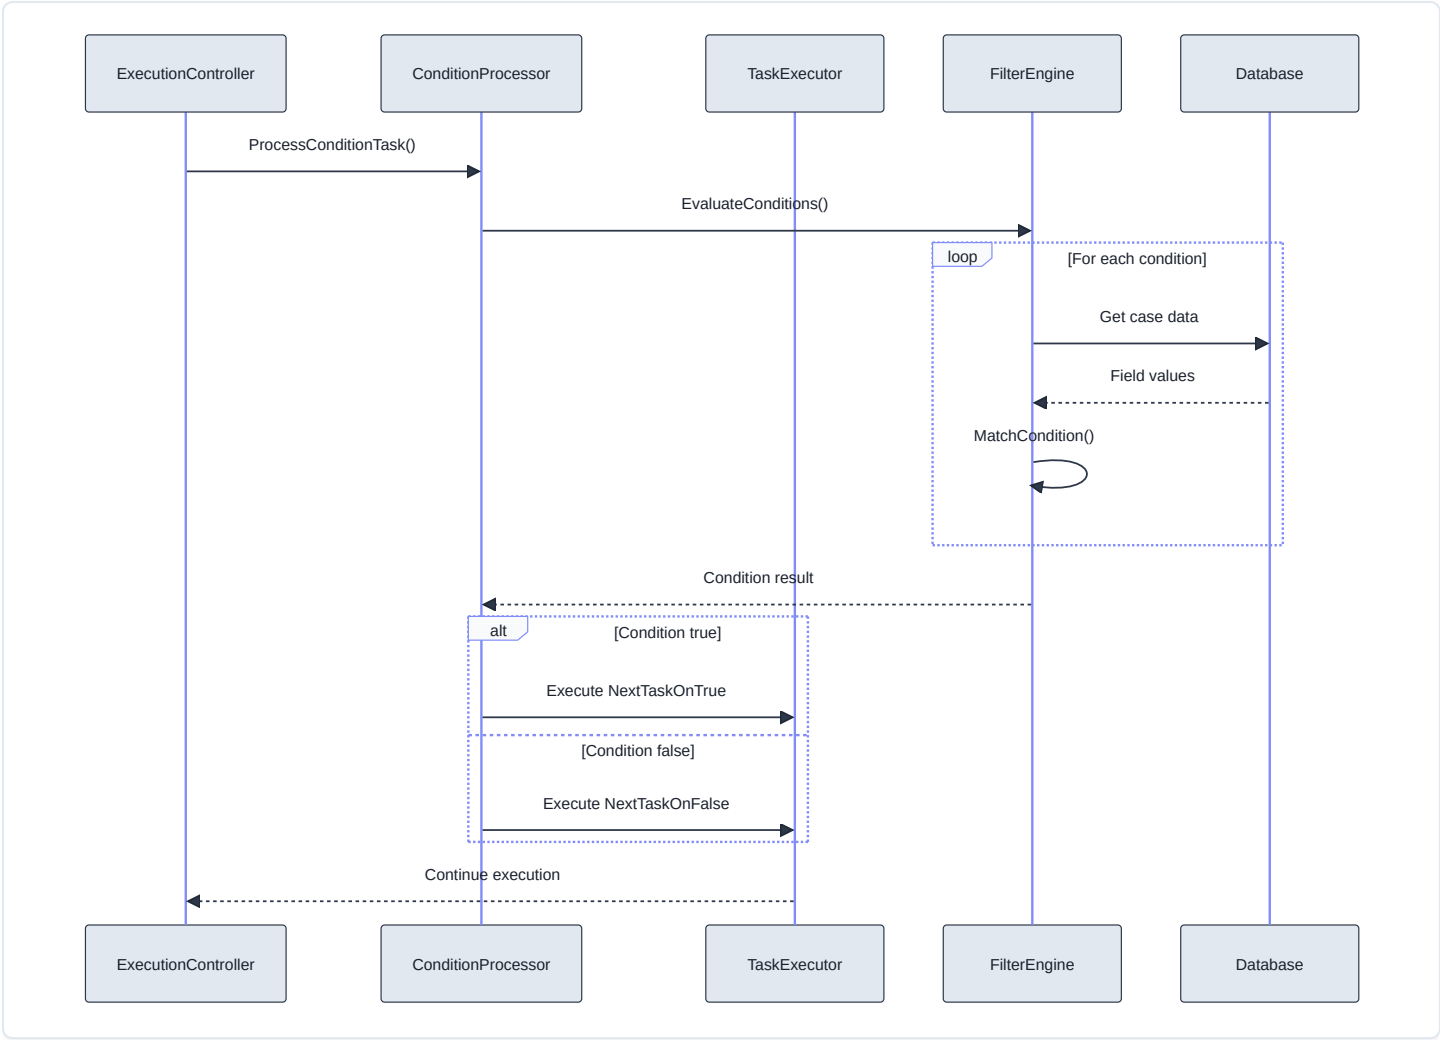 ExecutionController
ConditionProcessor
TaskExecutor
FilterEngine
Database
ProcessConditionTask()
EvaluateConditions()
loop
[For each condition]
Get case data
Field values
MatchCondition()
Condition result
alt
[Condition true]
Execute NextTaskOnTrue
[Condition false]
Execute NextTaskOnFalse
Continue execution
ExecutionController
ConditionProcessor
TaskExecutor
FilterEngine
Database